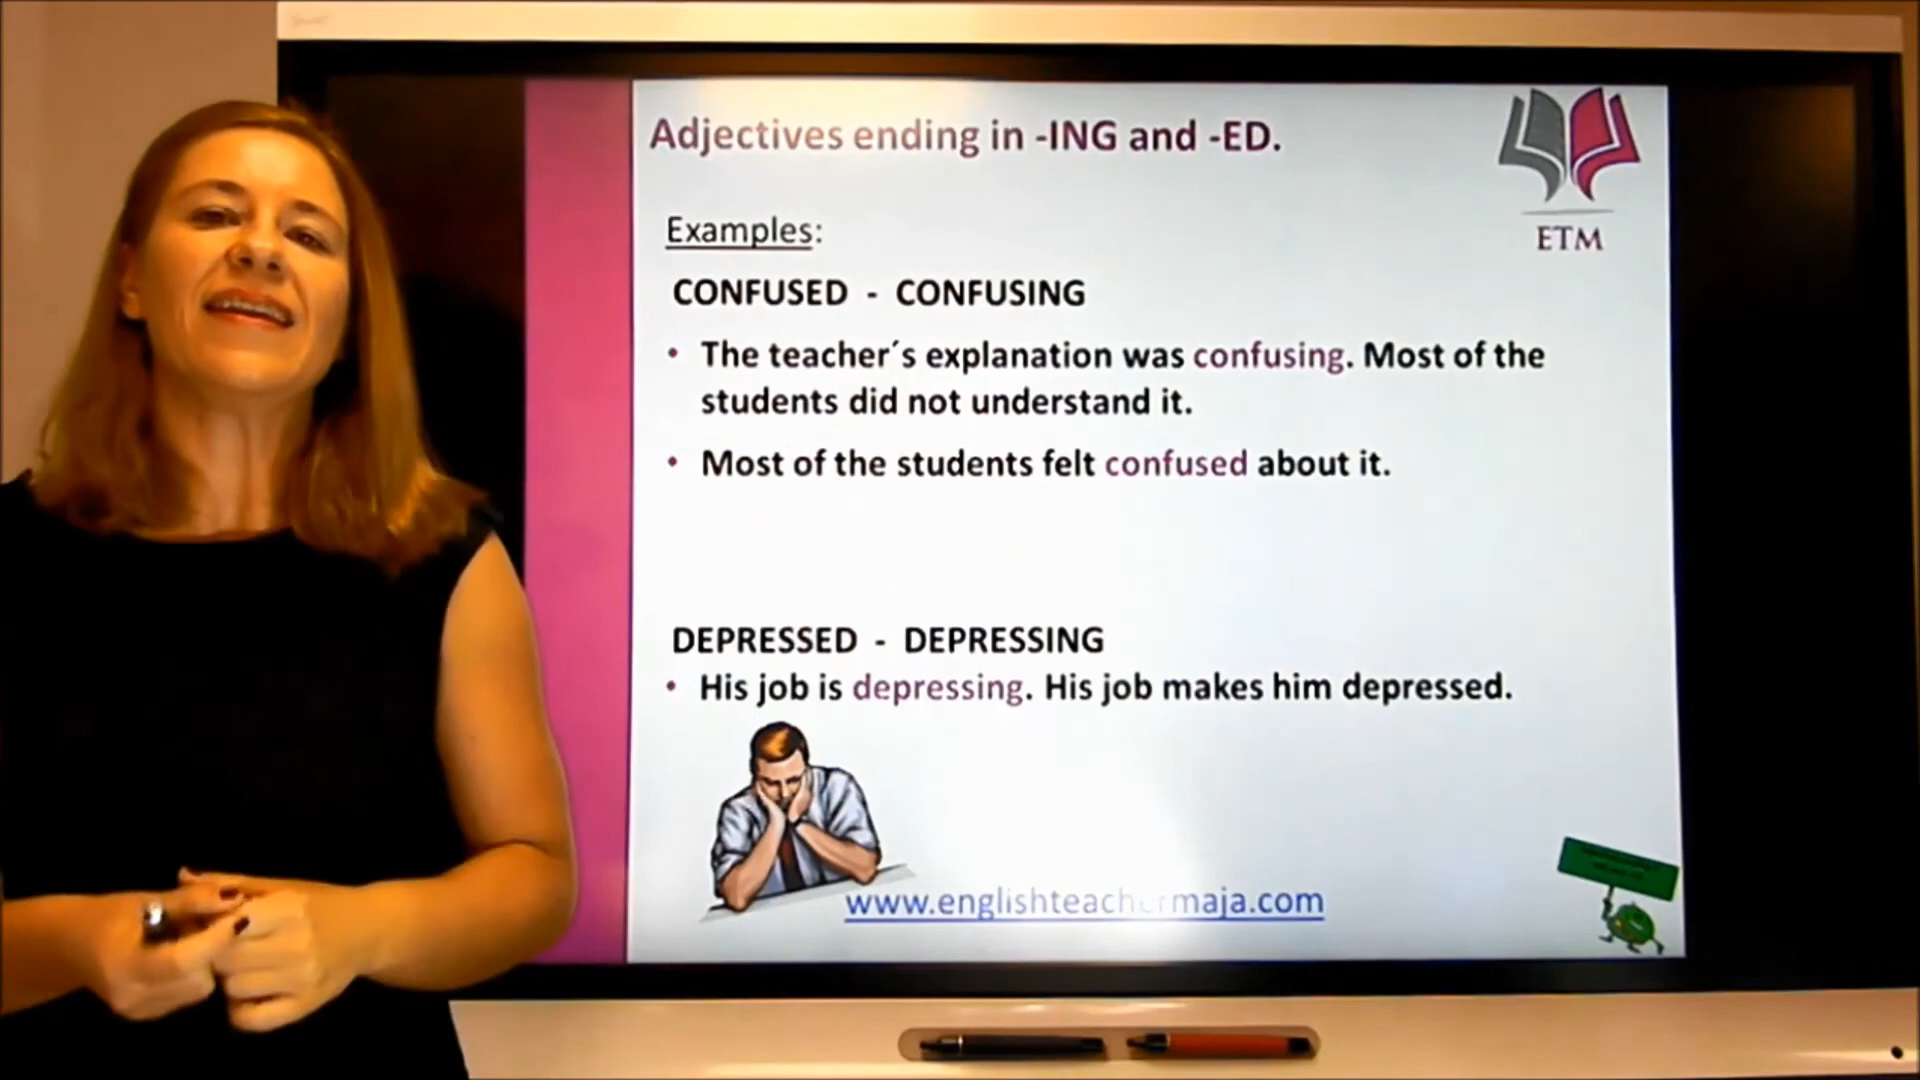 Adjectives ending in -ING and -ED.
ETM
Examples:
CONFUSED - CONFUSING
• The teacher´s explanation was confusing. Most of the
students did not understand it.
• Most of the students felt confused about it.
DEPRESSED - DEPRESSING
• His job is depressing. His job makes him depressed.
www.englishteachermaja.com